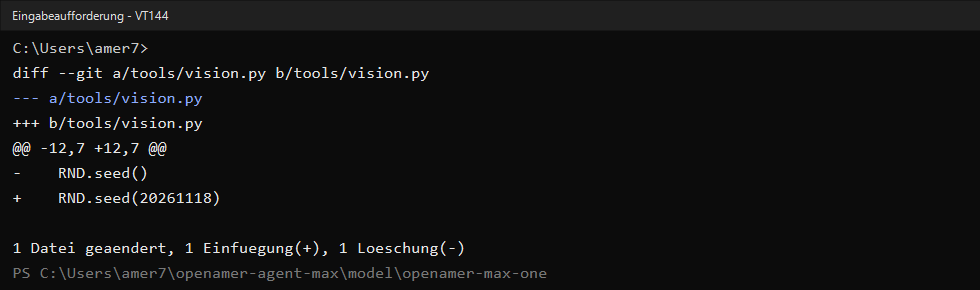 Eingabeaufforderung - VT144
C:\Users\amer7>
diff --git a/tools/vision.py b/tools/vision.py
--- a/tools/vision.py
+++ b/tools/vision.py
@@ -12,7 +12,7 @@
-    RND.seed()
+    RND.seed(20261118)
1 Datei geaendert, 1 Einfuegung(+), 1 Loeschung(-)
PS C:\Users\amer7\openamer-agent-max\model\openamer-max-one